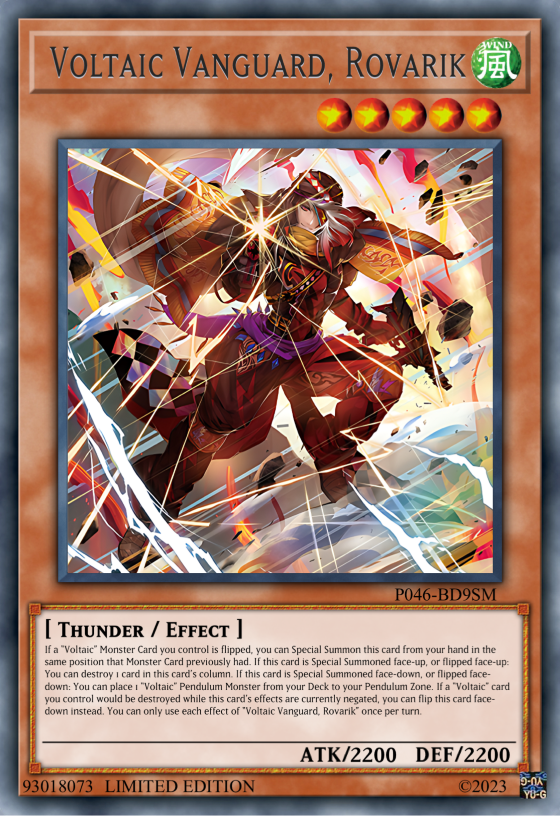 VOLTAIC VANGUARD, ROVARIK
WIND
風
P046-BD9SM
[ THUNDER / EFFECT ]
If a "Voltaic" Monster Card you control is flipped, you can Special Summon this card from your hand in the
same position that Monster Card previously had. If this card is Special Summoned face-up, or flipped face-up:
You can destroy 1 card in this card's column. If this card is Special Summoned face-down, or flipped face-
down: You can place 1 "Voltaic" Pendulum Monster from your Deck to your Pendulum Zone. If a "Voltaic" card
you control would be destroyed while this card's effects are currently negated, you can flip this card face-
down instead. You can only use each effect of "Voltaic Vanguard, Rovarik" once per turn.
ATK/2200 DEF/2200
93018073 LIMITED EDITION ©2023
YU-G
YU-G